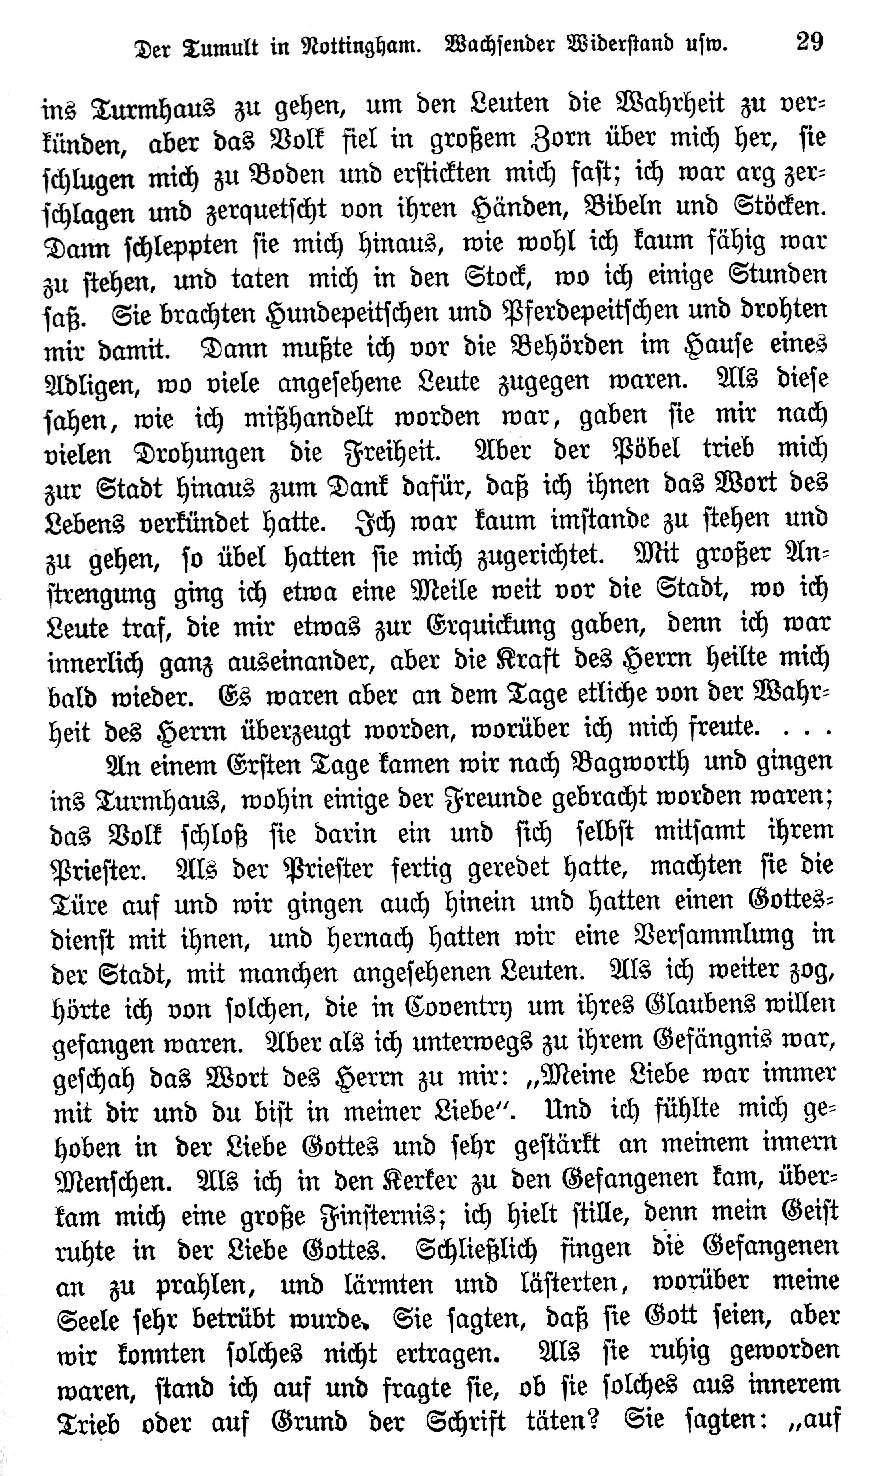 Der Tumult in Nottingham. Wachsender Widerstand usw. 29
ins Turmhaus zu gehen, um den Leuten die Wahrheit zu ver-
künden, aber das Volk fiel in großem Zorn über mich her, sie
schlugen mich zu Boden und erstickten mich fast; ich war arg zer-
schlagen und zerquetscht von ihren Händen, Bibeln und Stöcken.
Dann schleppten sie mich hinaus, wie wohl ich kaum fähig war
zu stehen, und taten mich in den Stock, wo ich einige Stunden
saß. Sie brachten Hundepeitschen und Pferdepeitschen und drohten
mir damit. Dann mußte ich vor die Behörden im Hause eines
Adligen, wo viele angesehene Leute zugegen waren. Als diese
sahen, wie ich mißhandelt worden war, gaben sie mir nach
vielen Drohungen die Freiheit. Aber der Pöbel trieb mich
zur Stadt hinaus zum Dank dafür, daß ich ihnen das Wort des
Lebens verkündet hatte. Ich war kaum imstande zu stehen und
zu gehen, so übel hatten sie mich zugerichtet. Mit großer An-
strengung ging ich etwa eine Meile weit vor die Stadt, wo ich
Leute traf, die mir etwas zur Erquickung gaben, denn ich war
innerlich ganz auseinander, aber die Kraft des Herrn heilte mich
bald wieder. Es waren aber an dem Tage etliche von der Wahr-
heit des Herrn überzeugt worden, worüber ich mich freute. . . .
An einem Ersten Tage kamen wir nach Bagworth und gingen
ins Turmhaus, wohin einige der Freunde gebracht worden waren;
das Volk schloß sie darin ein und sich selbst mitsamt ihrem
Priester. Als der Priester fertig geredet hatte, machten sie die
Türe auf und wir gingen auch hinein und hatten einen Gottes-
dienst mit ihnen, und hernach hatten wir eine Versammlung in
der Stadt, mit manchen angesehenen Leuten. Als ich weiter zog,
hörte ich von solchen, die in Coventry um ihres Glaubens willen
gefangen waren. Aber als ich unterwegs zu ihrem Gefängnis war,
geschah das Wort des Herrn zu mir: „Meine Liebe war immer
mit dir und du bist in meiner Liebe“. Und ich fühlte mich ge-
hoben in der Liebe Gottes und sehr gestärkt an meinem innern
Menschen. Als ich in den Kerker zu den Gefangenen kam, über-
kam mich eine große Finsternis; ich hielt stille, denn mein Geist
ruhte in der Liebe Gottes. Schließlich fingen die Gefangenen
an zu prahlen, und lärmten und lästerten, worüber meine
Seele sehr betrübt wurde. Sie sagten, daß sie Gott seien, aber
wir konnten solches nicht ertragen. Als sie ruhig geworden
waren, stand ich auf und fragte sie, ob sie solches aus innerem
Trieb oder auf Grund der Schrift täten? Sie sagten: „auf